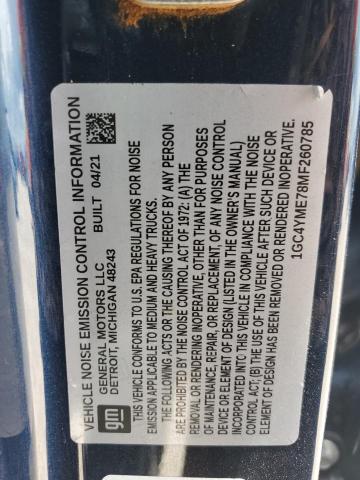 VEHICLE NOISE EMISSION CONTROL INFORMATION
GENERAL MOTORS LLC BUILT 04/21
DETROIT, MICHIGAN 48243
gm
THIS VEHICLE CONFORMS TO U.S. EPA REGULATIONS FOR NOISE
EMISSION APPLICABLE TO MEDIUM AND HEAVY TRUCKS.
THE FOLLOWING ACTS OR THE CAUSING THEREOF BY ANY PERSON
ARE PROHIBITED BY THE NOISE CONTROL ACT OF 1972: (A) THE
REMOVAL OR RENDERING INOPERATIVE, OTHER THAN FOR PURPOSES
OF MAINTENANCE, REPAIR, OR REPLACEMENT, OF ANY NOISE CONTROL
DEVICE OR ELEMENT OF DESIGN (LISTED IN THE OWNER'S MANUAL)
INCORPORATED INTO THIS VEHICLE IN COMPLIANCE WITH THE NOISE
CONTROL ACT; (B) THE USE OF THIS VEHICLE AFTER SUCH DEVICE OR
ELEMENT OF DESIGN HAS BEEN REMOVED OR RENDERED INOPERATIVE.
1GC4YME78MF260785